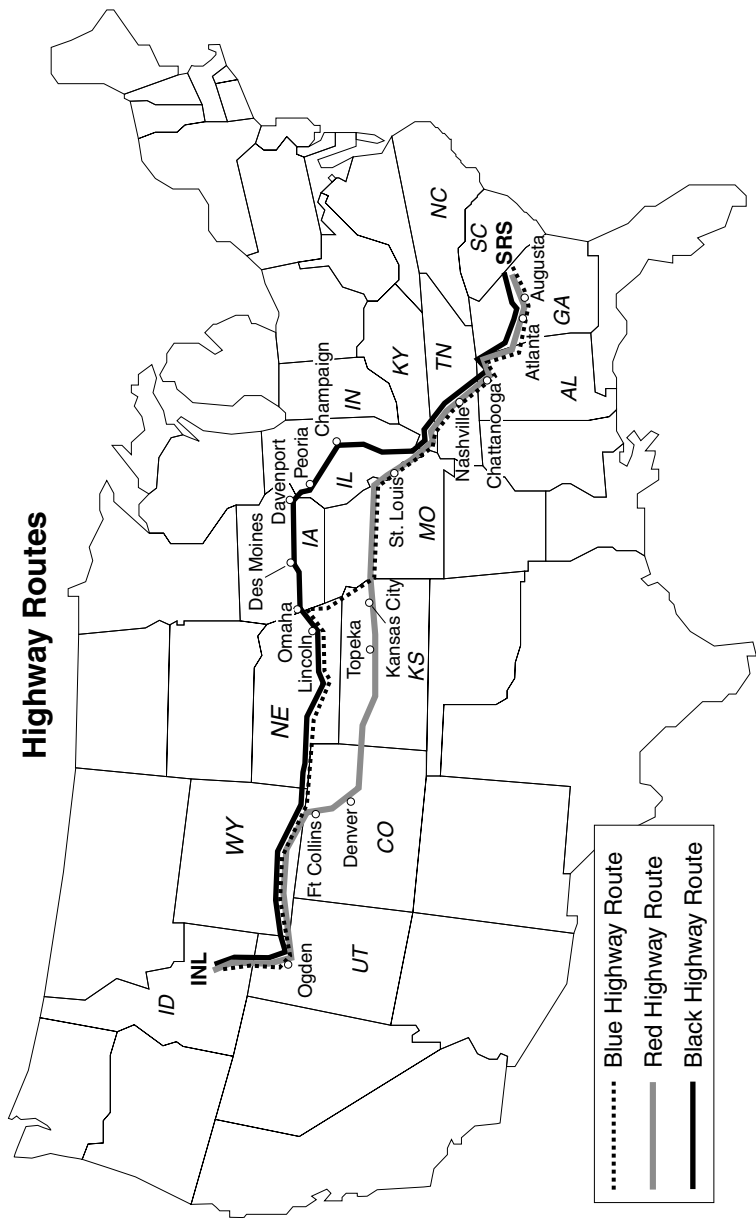 Highway Routes
INL
ID
WY
Ogden
UT
Ft Collins
Denver
CO
NE
Lincoln
Omaha
Des Moines
IA
Davenport
Peoria
Champaign
IL
IN
KY
Topeka
Kansas City
KS
St. Louis
MO
TN
Nashville
Chattanooga
NC
SC
SRS
Augusta
Atlanta
GA
AL
Blue Highway Route
Red Highway Route
Black Highway Route